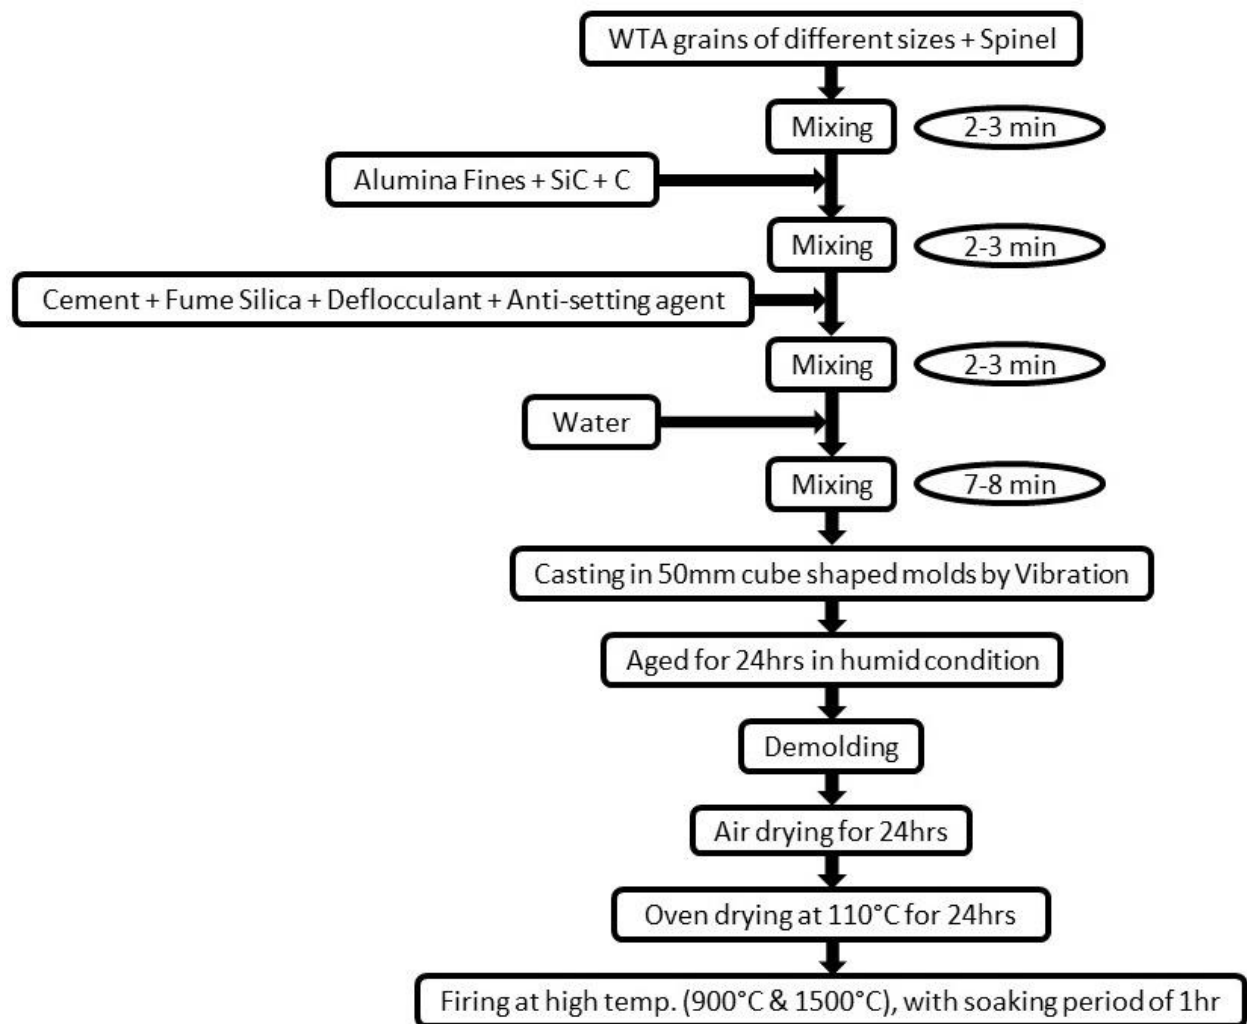 WTA grains of different sizes + Spinel
Mixing
2-3 min
Alumina Fines + SiC + C
Mixing
2-3 min
Cement + Fume Silica + Deflocculant + Anti-setting agent
Mixing
2-3 min
Water
Mixing
7-8 min
Casting in 50mm cube shaped molds by Vibration
Aged for 24hrs in humid condition
Demolding
Air drying for 24hrs
Oven drying at 110°C for 24hrs
Firing at high temp. (900°C & 1500°C), with soaking period of 1hr